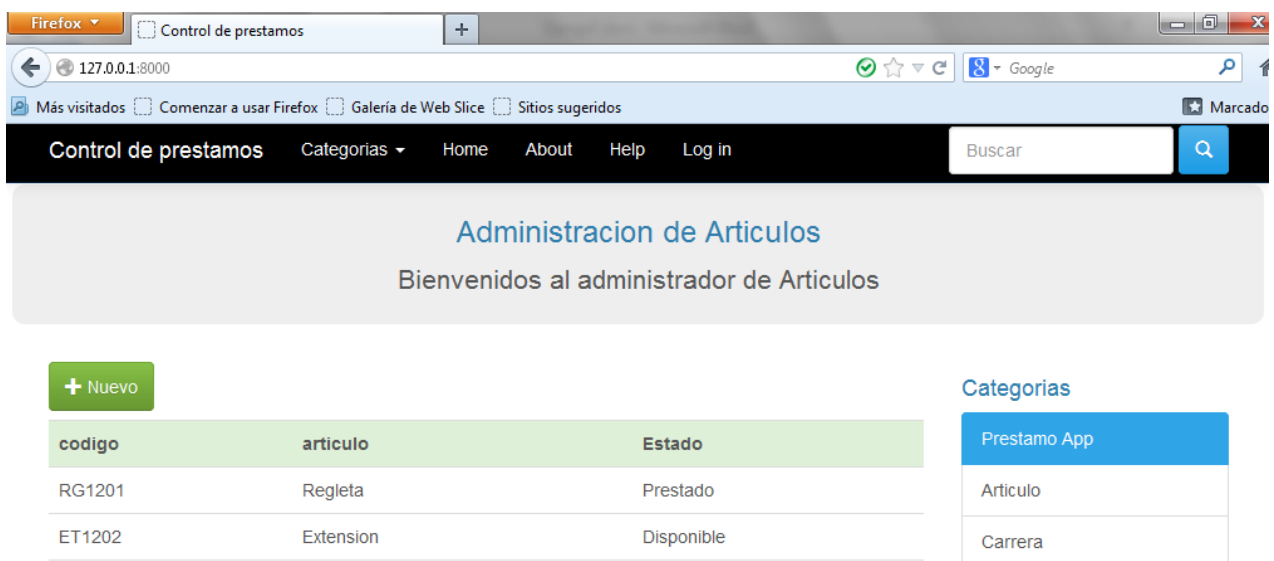 Firefox
Control de prestamos
127.0.0.1:8000
Google
Más visitados Comenzar a usar Firefox Galería de Web Slice Sitios sugeridos Marcado
Control de prestamos Categorias Home About Help Log in Buscar
Administracion de Articulos
Bienvenidos al administrador de Articulos
+ Nuevo
codigo articulo Estado
RG1201 Regleta Prestado
ET1202 Extension Disponible
Categorias
Prestamo App
Articulo
Carrera